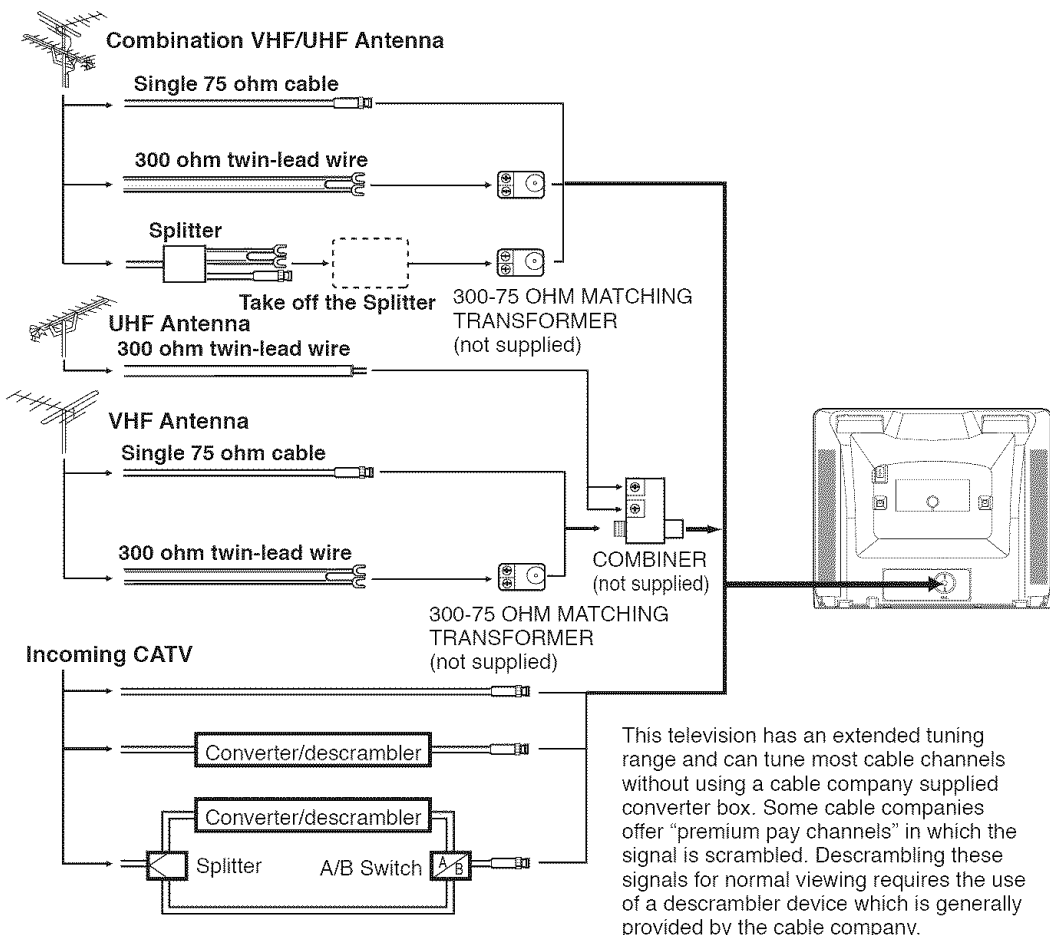 Combination VHF/UHF Antenna
Single 75 ohm cable
300 ohm twin-lead wire
Splitter
Take off the Splitter
300-75 OHM MATCHING
TRANSFORMER
(not supplied)
UHF Antenna
300 ohm twin-lead wire
VHF Antenna
Single 75 ohm cable
300 ohm twin-lead wire
COMBINER
(not supplied)
300-75 OHM MATCHING
TRANSFORMER
(not supplied)
Incoming CATV
Converter/descrambler
Converter/descrambler
Splitter
A/B Switch
A/B
This television has an extended tuning
range and can tune most cable channels
without using a cable company supplied
converter box. Some cable companies
offer “premium pay channels” in which the
signal is scrambled. Descrambling these
signals for normal viewing requires the use
of a descrambler device which is generally
provided by the cable company.